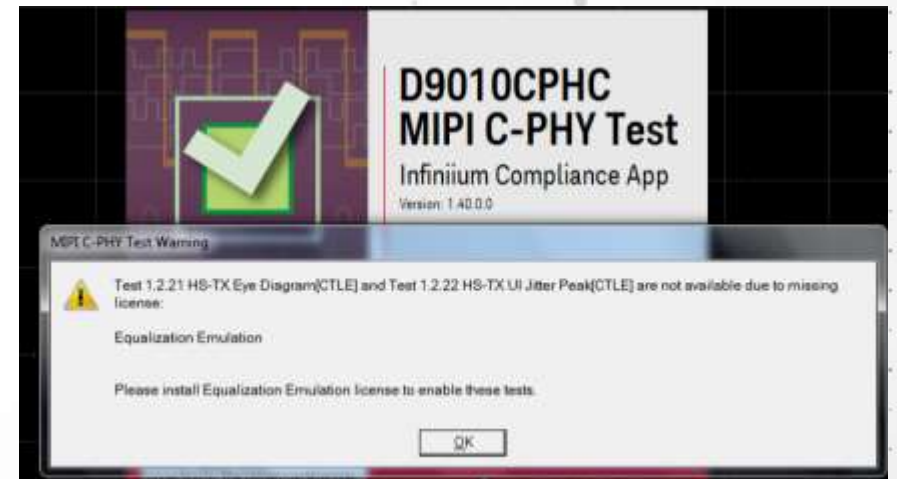 D9010CPHC
MIPI C-PHY Test
Infiniium Compliance App
Version: 1.40.0.0
MIPI C-PHY Test Warning
Test 1.2.21 HS-TX Eye Diagram[CTLE] and Test 1.2.22 HS-TX UI Jitter Peak[CTLE] are not available due to missing
license:
Equalization Emulation
Please install Equalization Emulation license to enable these tests.
OK